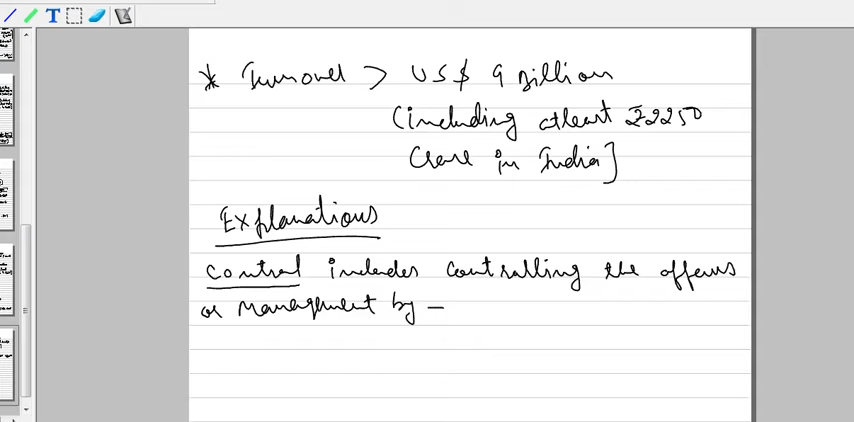 * Turnover > US$ 9 Billion
(including atleast ₹2250
Crore in India]
Explanations
Control includes controlling the affairs
or management by —